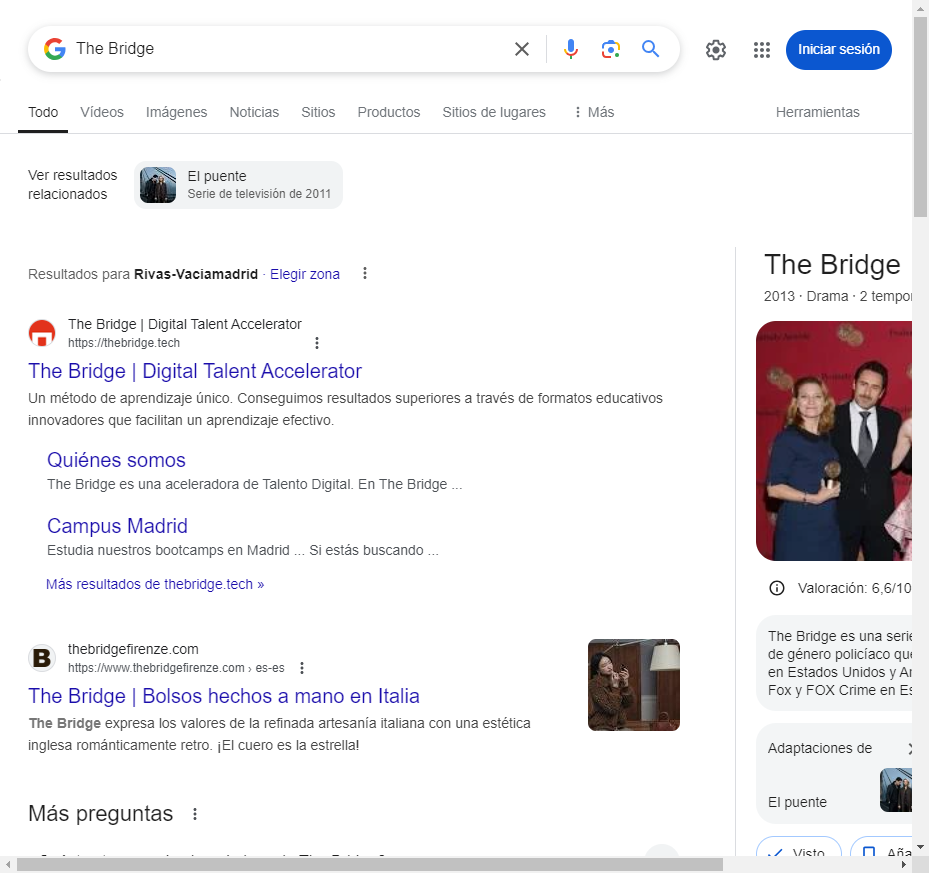 The Bridge
Iniciar sesión
Todo
Vídeos
Imágenes
Noticias
Sitios
Productos
Sitios de lugares
Más
Herramientas
Ver resultados
relacionados
El puente
Serie de televisión de 2011
Resultados para Rivas-Vaciamadrid · Elegir zona
The Bridge | Digital Talent Accelerator
https://thebridge.tech
The Bridge | Digital Talent Accelerator
Un método de aprendizaje único. Conseguimos resultados superiores a través de formatos educativos
innovadores que facilitan un aprendizaje efectivo.
Quiénes somos
The Bridge es una aceleradora de Talento Digital. En The Bridge ...
Campus Madrid
Estudia nuestros bootcamps en Madrid ... Si estás buscando ...
Más resultados de thebridge.tech »
B
thebridgefirenze.com
https://www.thebridgefirenze.com › es-es
The Bridge | Bolsos hechos a mano en Italia
The Bridge expresa los valores de la refinada artesanía italiana con una estética
inglesa románticamente retro. ¡El cuero es la estrella!
Más preguntas
The Bridge
2013 · Drama · 2 tempo
Valoración: 6,6/10
The Bridge es una serie
de género policíaco que
en Estados Unidos y A
Fox y FOX Crime en Es
Adaptaciones de
El puente
Visto
Aña